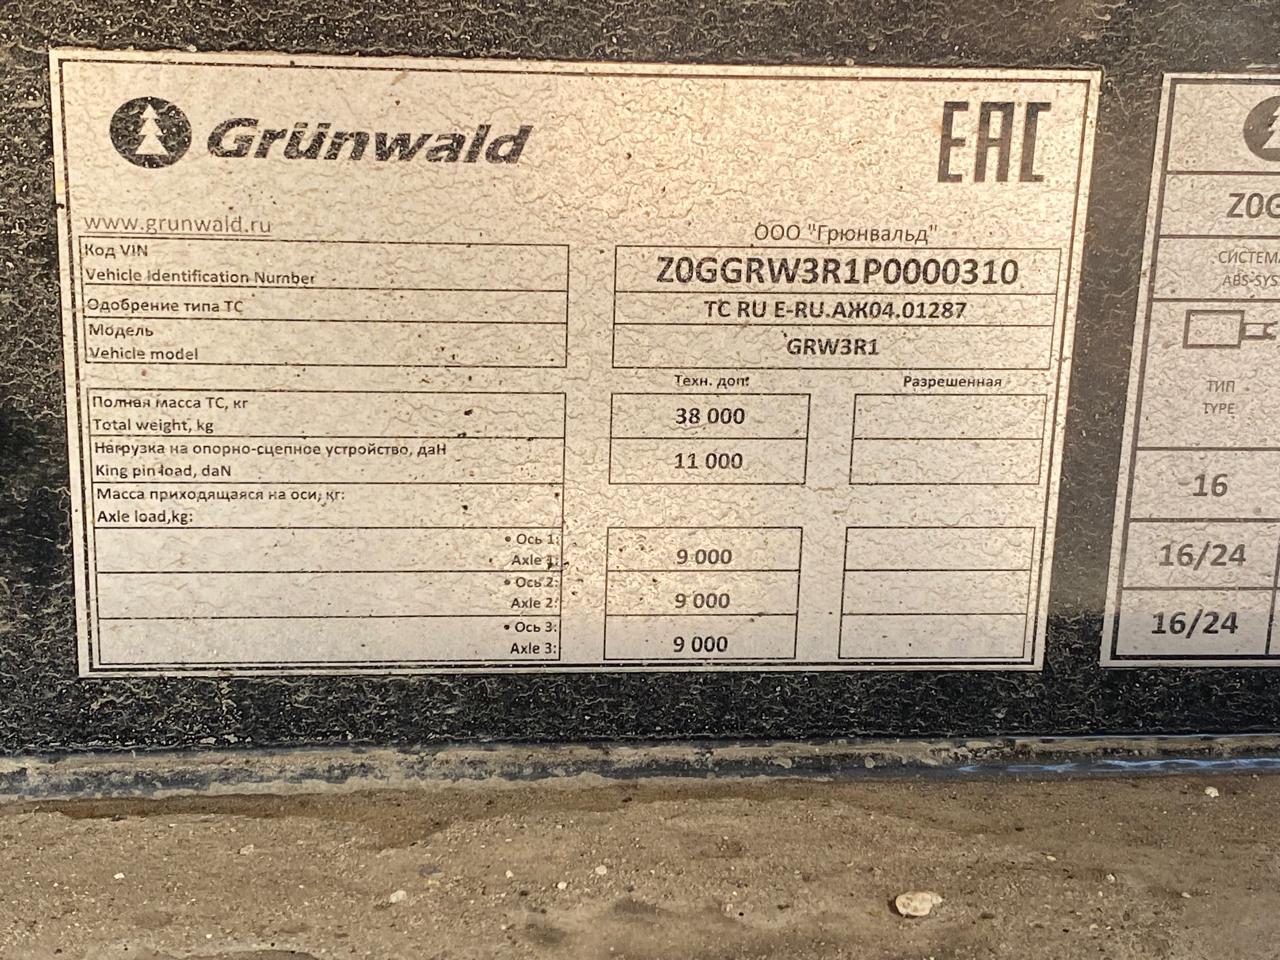 Grünwald
EAC
www.grunwald.ru
ООО "Грюнвальд"
Код VIN
Vehicle Identification Number
Z0GGRW3R1P0000310
Одобрение типа ТС
ТС RU E-RU.АЖ04.01287
Модель
Vehicle model
GRW3R1
Техн. доп.
Разрешенная
Полная масса ТС, кг
Total weight, kg
38 000
Нагрузка на опорно-сцепное устройство, даН
King pin load, daN
11 000
Масса приходящаяся на оси, кг:
Axle load,kg:
• Ось 1:
Axle 1:
9 000
• Ось 2:
Axle 2:
9 000
• Ось 3:
Axle 3:
9 000
Z0G
СИСТЕМА
ABS-SYS
ТИП
TYPE
16
16/24
16/24